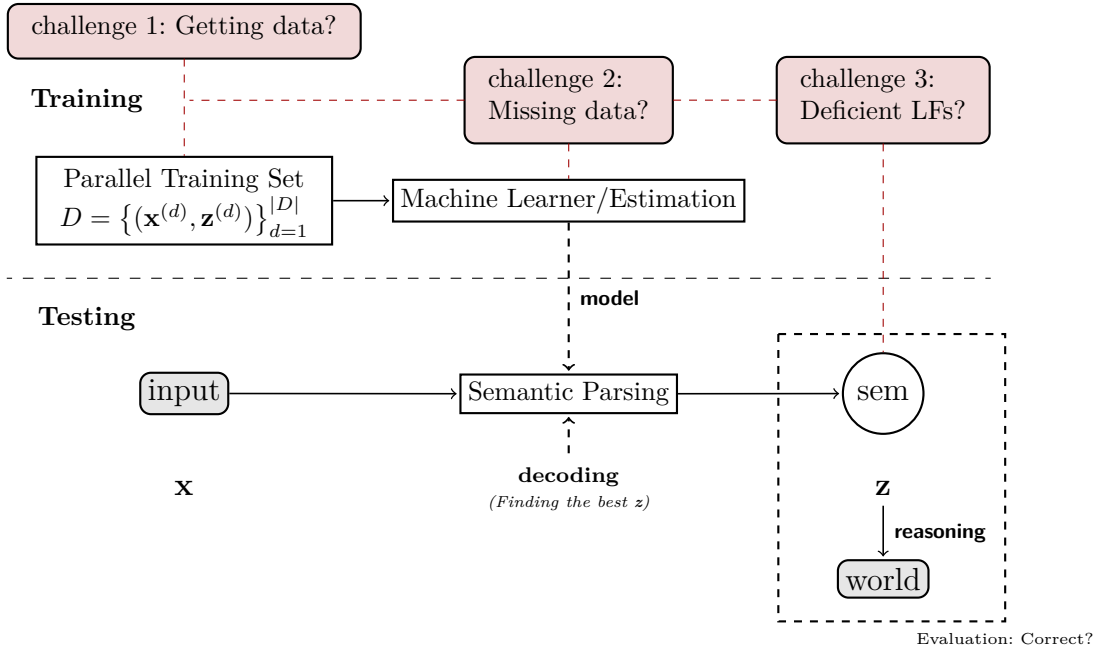 challenge 1: Getting data?
challenge 2:
Missing data?
challenge 3:
Deficient LFs?
Training
Parallel Training Set
D = {(x^(d), z^(d))}_{d=1}^{|D|}
Machine Learner/Estimation
model
Testing
input
Semantic Parsing
sem
decoding
(Finding the best z)
x
z
reasoning
world
Evaluation: Correct?